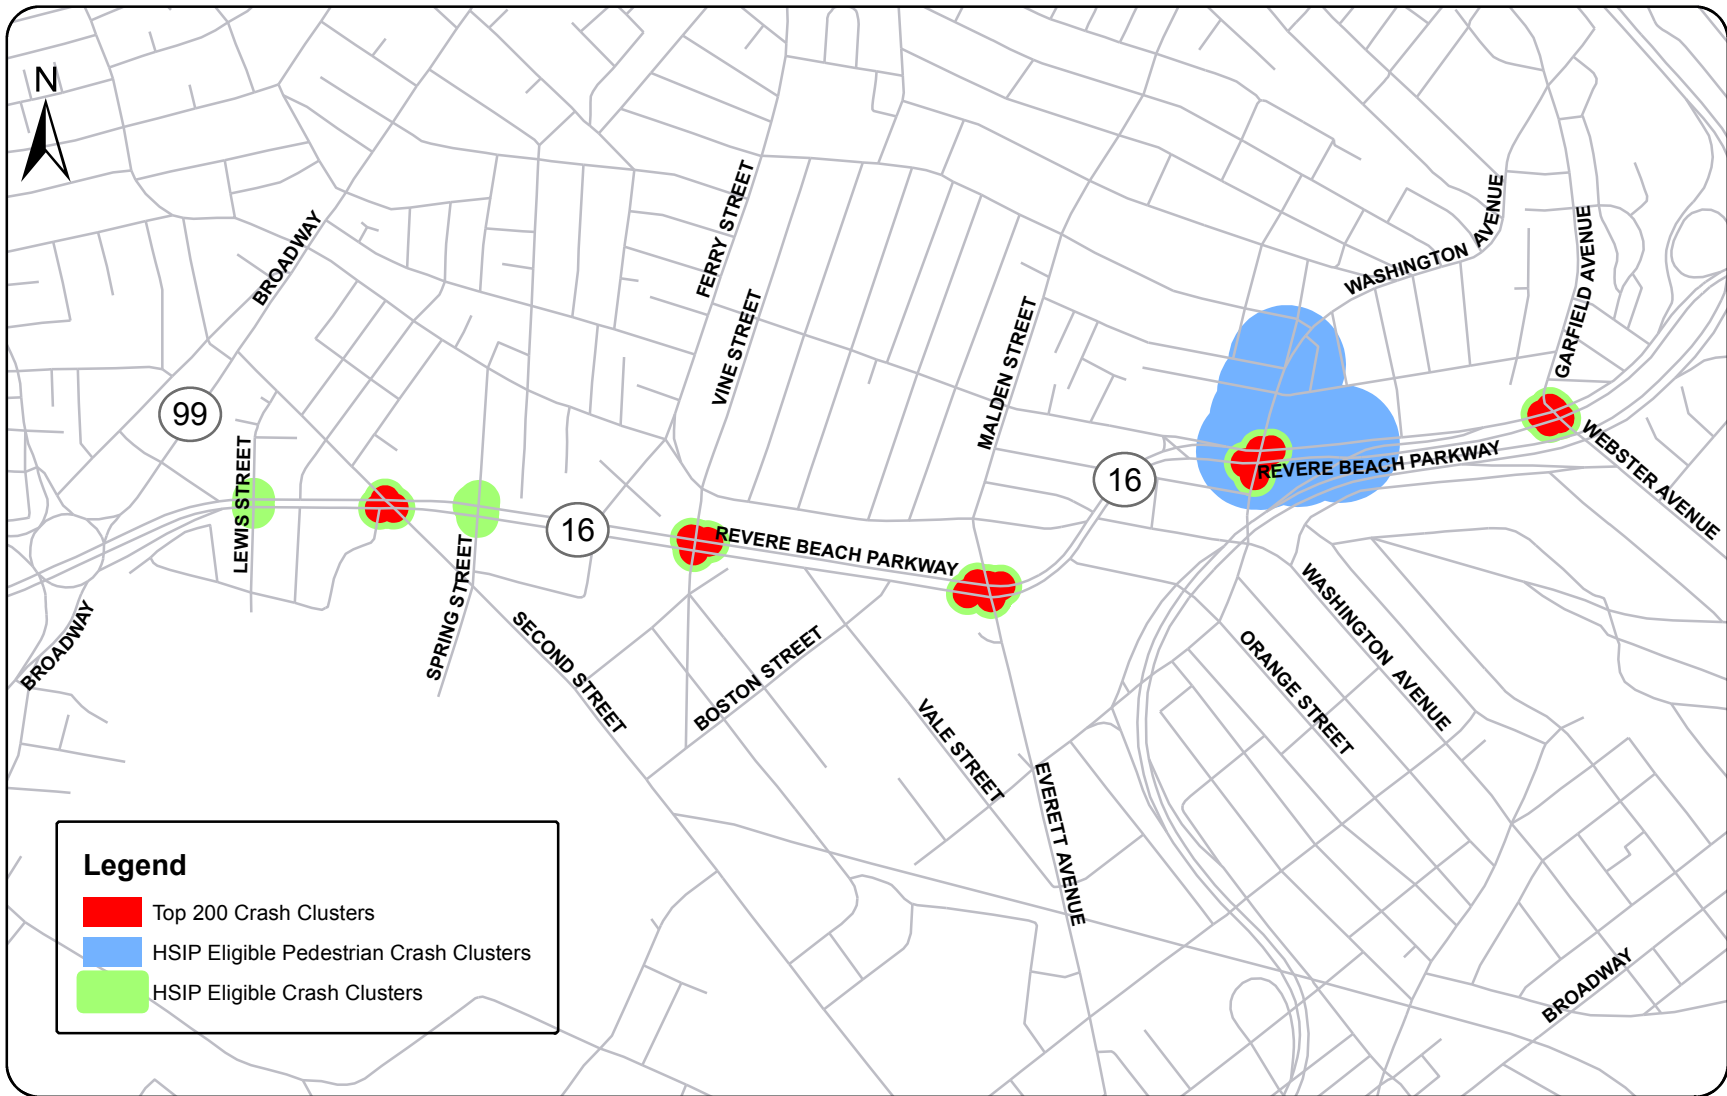 N
BROADWAY
FERRY STREET
VINE STREET
MALDEN STREET
WASHINGTON AVENUE
GARFIELD AVENUE
99
LEWIS STREET
16
16
REVERE BEACH PARKWAY
REVERE BEACH PARKWAY
WEBSTER AVENUE
BROADWAY
SPRING STREET
SECOND STREET
BOSTON STREET
VALE STREET
EVERETT AVENUE
ORANGE STREET
WASHINGTON AVENUE
BROADWAY
Legend
Top 200 Crash Clusters
HSIP Eligible Pedestrian Crash Clusters
HSIP Eligible Crash Clusters